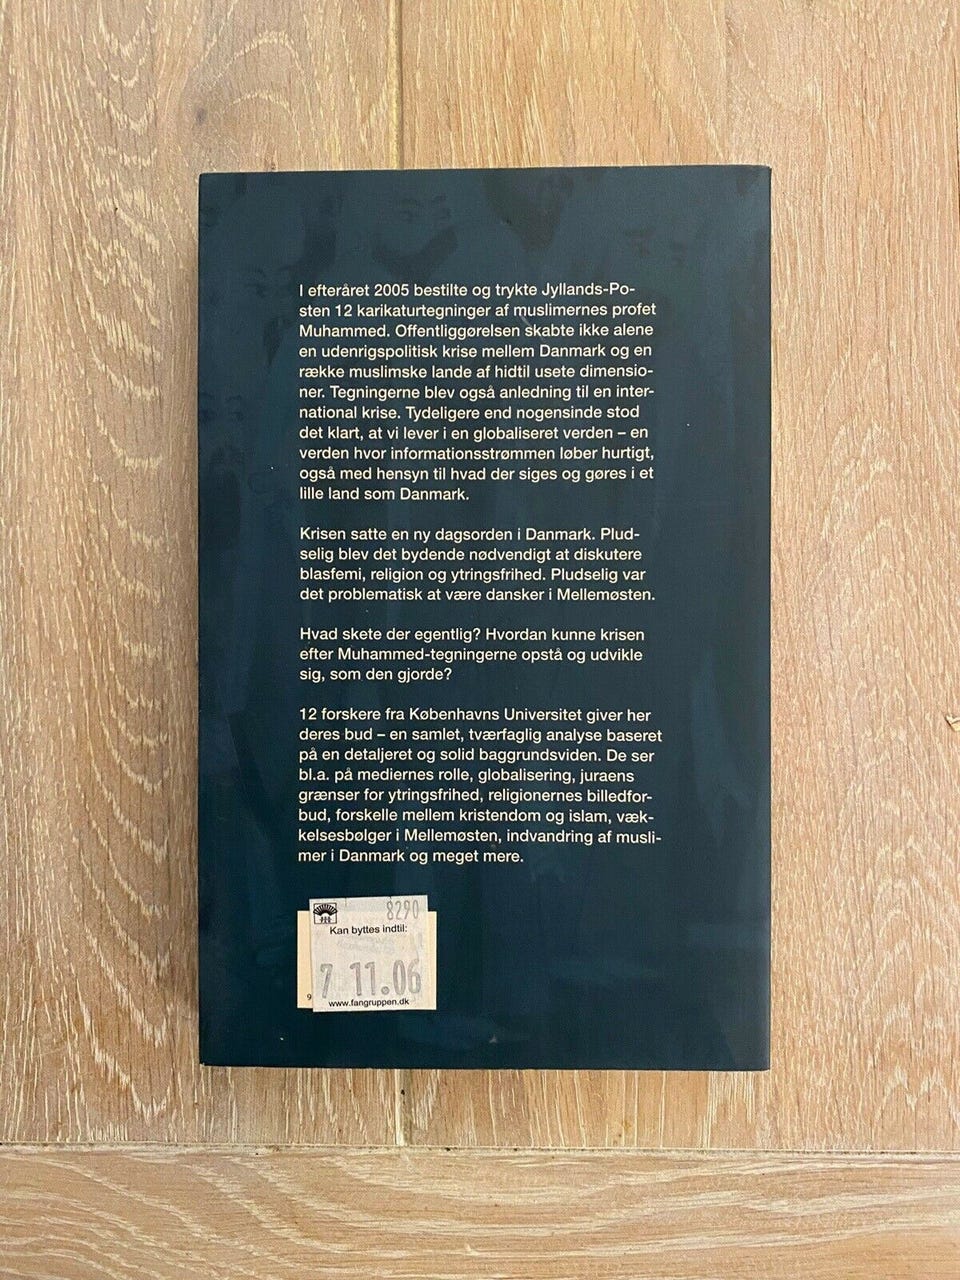 I efteråret 2005 bestilte og trykte Jyllands-Po-
sten 12 karikaturtegninger af muslimernes profet
Muhammed. Offentliggørelsen skabte ikke alene
en udenrigspolitisk krise mellem Danmark og en
række muslimske lande af hidtil usete dimensio-
ner. Tegningerne blev også anledning til en inter-
national krise. Tydeligere end nogensinde stod
det klart, at vi lever i en globaliseret verden – en
verden hvor informationsstrømmen løber hurtigt,
også med hensyn til hvad der siges og gøres i et
lille land som Danmark.
Krisen satte en ny dagsorden i Danmark. Plud-
selig blev det bydende nødvendigt at diskutere
blasfemi, religion og ytringsfrihed. Pludselig var
det problematisk at være dansker i Mellemøsten.
Hvad skete der egentlig? Hvordan kunne krisen
efter Muhammed-tegningerne opstå og udvikle
sig, som den gjorde?
12 forskere fra Københavns Universitet giver her
deres bud – en samlet, tværfaglig analyse baseret
på en detaljeret og solid baggrundsviden. De ser
bl.a. på mediernes rolle, globalisering, juraens
grænser for ytringsfrihed, religionernes billedfor-
bud, forskelle mellem kristendom og islam, væk-
kelsesbølger i Mellemøsten, indvandring af musli-
mer i Danmark og meget mere.
8290
Kan byttes indtil:
7 11.06
9
www.fangruppen.dk